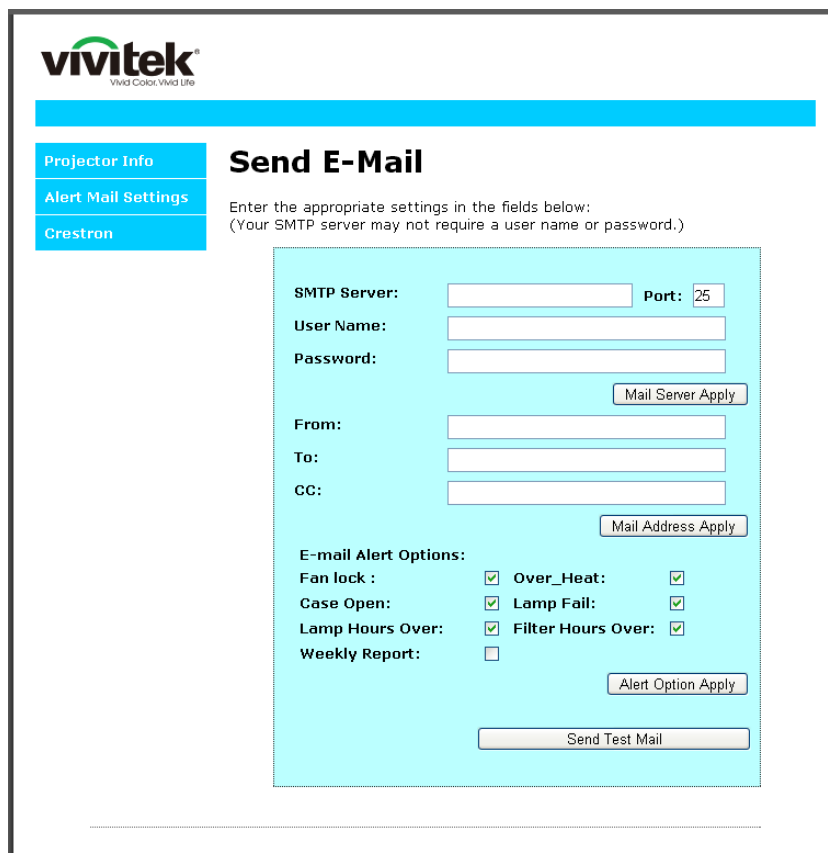 vivitek®
Vivid Color, Vivid Life
Projector Info
Alert Mail Settings
Crestron
Send E-Mail
Enter the appropriate settings in the fields below:
(Your SMTP server may not require a user name or password.)
SMTP Server: Port: 25
User Name:
Password:
Mail Server Apply
From:
To:
CC:
Mail Address Apply
E-mail Alert Options:
Fan lock : Over_Heat:
Case Open: Lamp Fail:
Lamp Hours Over: Filter Hours Over:
Weekly Report:
Alert Option Apply
Send Test Mail